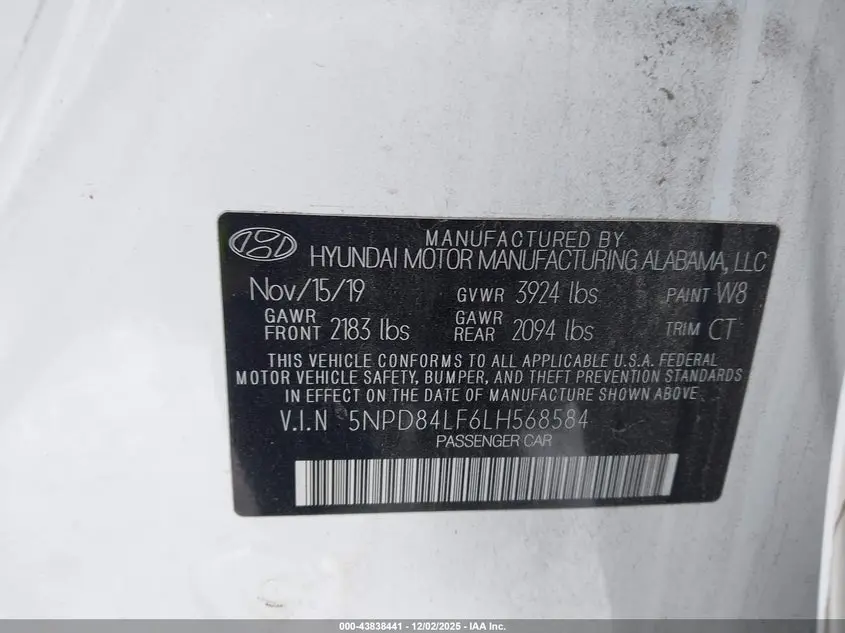 MANUFACTURED BY
HYUNDAI MOTOR MANUFACTURING ALABAMA, LLC
Nov/15/19 GVWR 3924 lbs PAINT W8
GAWR FRONT 2183 lbs GAWR REAR 2094 lbs TRIM CT
THIS VEHICLE CONFORMS TO ALL APPLICABLE U.S.A. FEDERAL
MOTOR VEHICLE SAFETY, BUMPER, AND THEFT PREVENTION STANDARDS
IN EFFECT ON THE DATE OF MANUFACTURE SHOWN ABOVE.
V.I.N 5NPD84LF6LH568584
PASSENGER CAR
000-43838441 - 12/02/2025 - IAA Inc.